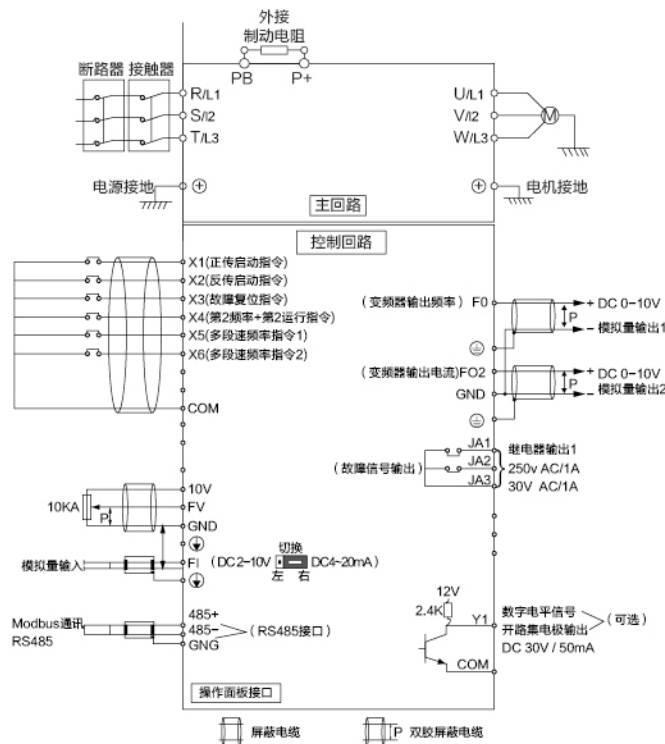 外接
制动电阻
断路器 接触器
PB P+
R/L1 U/L1
S/l2 V/l2 M
T/L3 W/L3
电源接地 电机接地
主回路
控制回路
X1(正传启动指令)
X2(反传启动指令)
X3(故障复位指令)
X4(第2频率+第2运行指令)
X5(多段速频率指令1)
X6(多段速频率指令2)
COM
(变频器输出频率) F0 + DC 0-10V
P
- 模拟量输出1
(变频器输出电流)FO2 + DC 0-10V
GND P - 模拟量输出2
JA1 继电器输出1
(故障信号输出) JA2 250v AC/1A
JA3 30V AC/1A
10V
10KA P FV
GND
切换
模拟量输入 FI (DC2-10V DC4~20mA)
左 右
485+
Modbus通讯 485- (RS485接口)
RS485 GNG
12V
2.4K Y1 数字电平信号
开路集电极输出 (可选)
COM DC 30V / 50mA
操作面板接口
屏蔽电缆 P 双胶屏蔽电缆